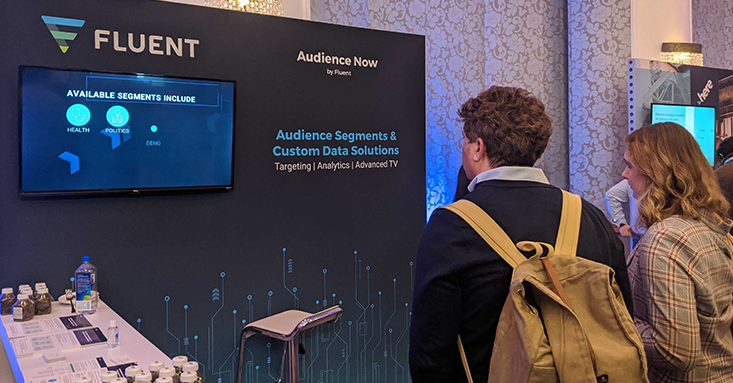 FLUENT
Audience Now
by Fluent
AVAILABLE SEGMENTS INCLUDE
HEALTH
POLITICS
DEMO
Audience Segments &
Custom Data Solutions
Targeting | Analytics | Advanced TV
here